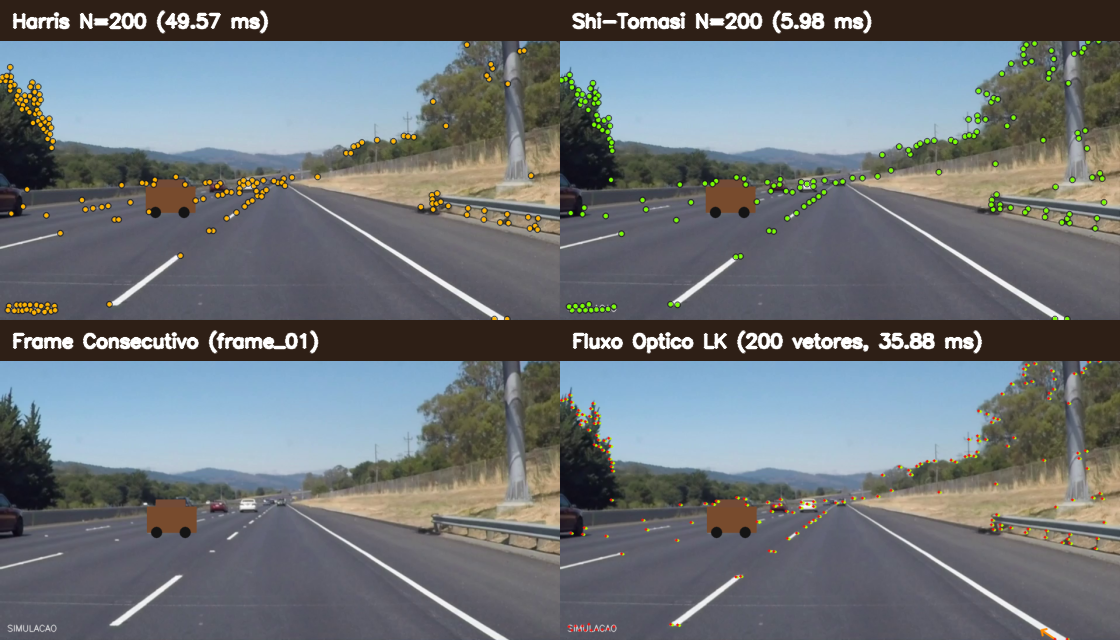 Harris N=200 (49.57 ms)
Shi-Tomasi N=200 (5.98 ms)
Frame Consecutivo (frame_01)
Fluxo Optico LK (200 vetores, 35.88 ms)
SIMULACAO
SIMULACAO